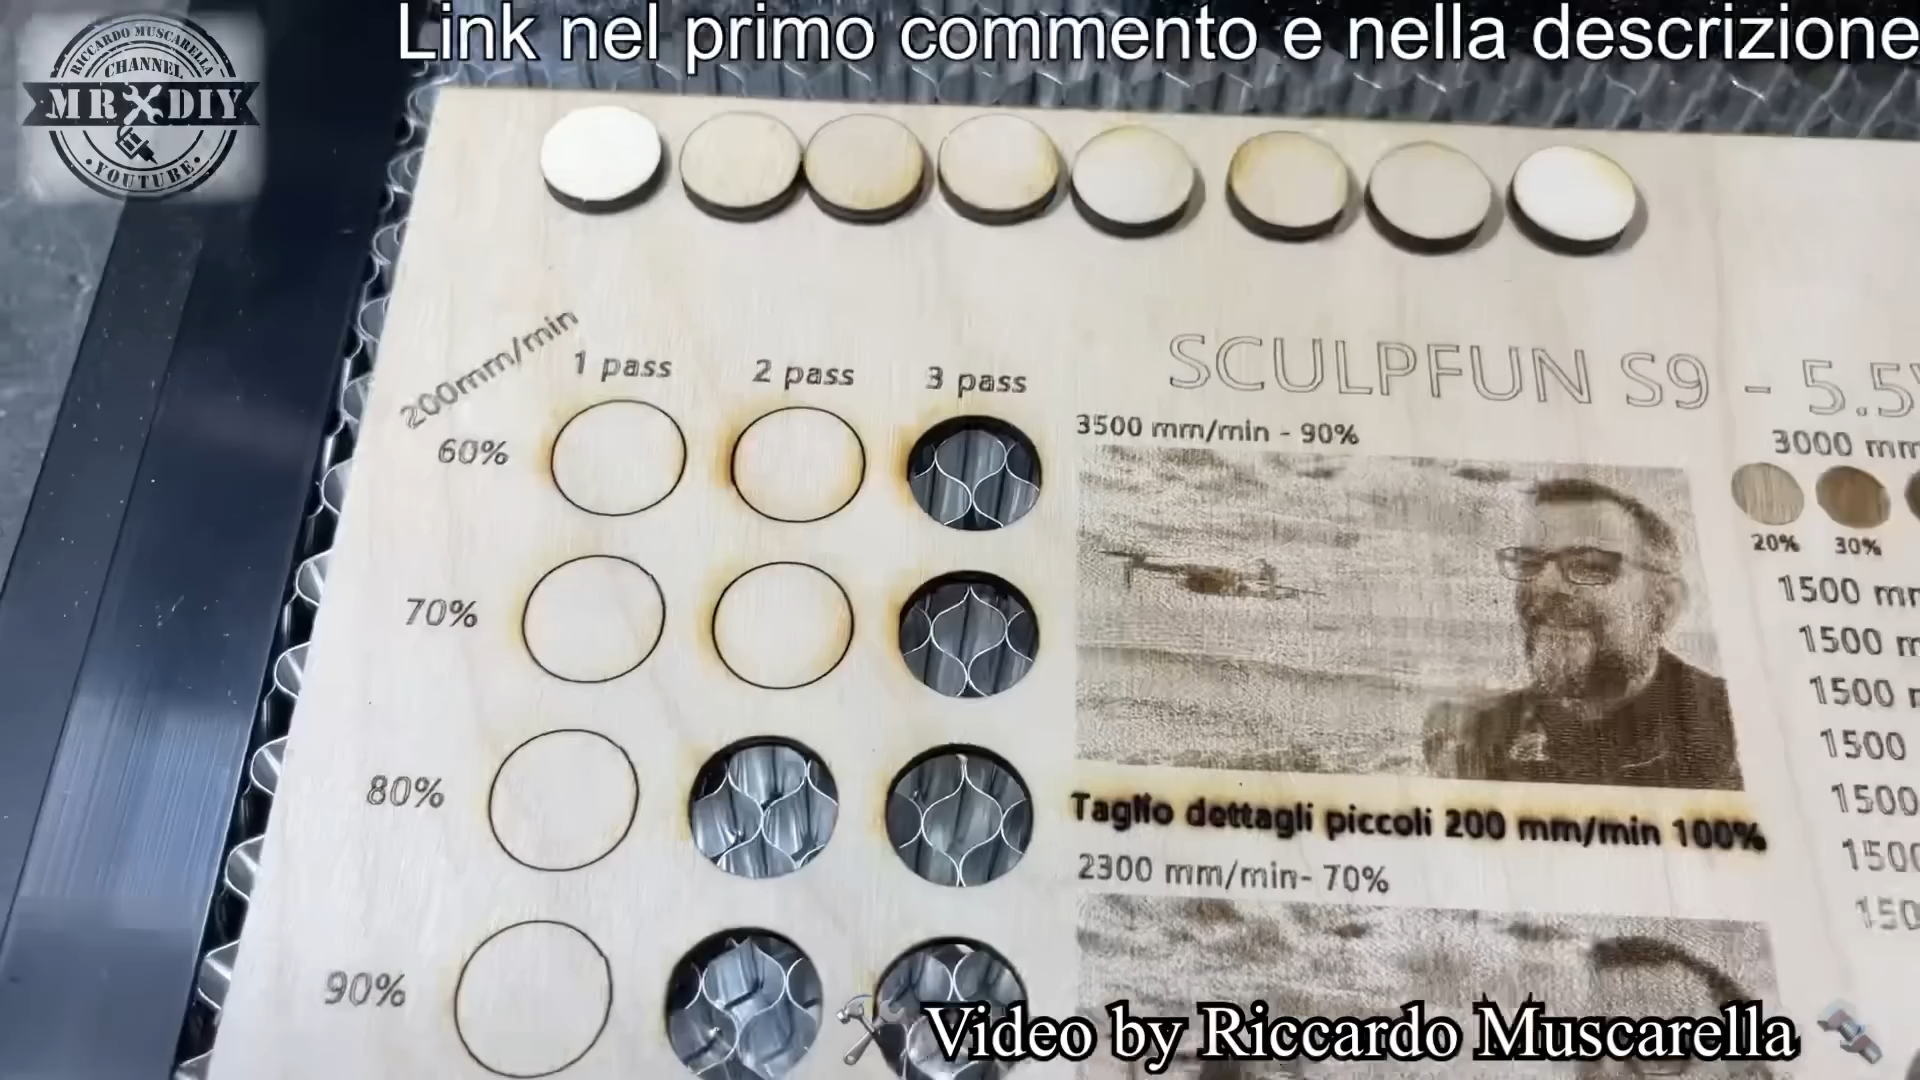 Link nel primo commento e nella descrizione
RICCARDO MUSCARELLA
CHANNEL
MR DIY
YOUTUBE
200mm/min
1 pass
2 pass
3 pass
60%
70%
80%
90%
SCULPFUN S9 - 5.5
3500 mm/min - 90%
3000 mm
20%
30%
1500 mm
1500 m
1500
1500
1500
1500
150
Taglio dettagli piccoli 200 mm/min 100%
2300 mm/min- 70%
Video by Riccardo Muscarella